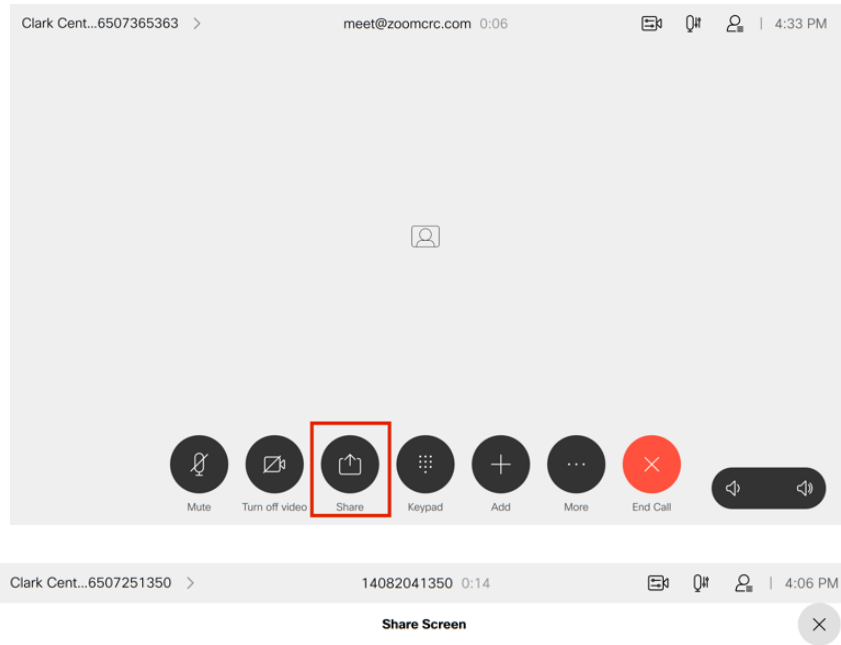 Clark Cent...6507365363 > meet@zoomcrc.com 0:06 | 4:33 PM
Mute Turn off video Share Keypad Add More End Call
Clark Cent...6507251350 > 14082041350 0:14 | 4:06 PM
Share Screen